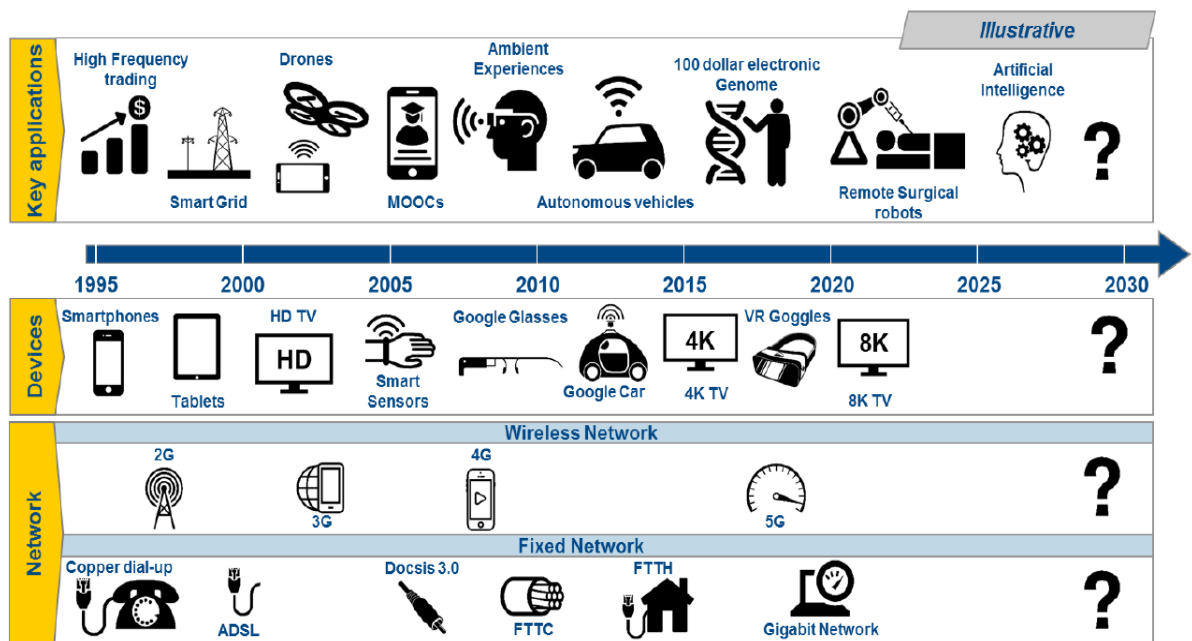 Illustrative
Key applications
High Frequency
trading
$
Smart Grid
Drones
MOOCs
Ambient
Experiences
Autonomous vehicles
100 dollar electronic
Genome
Remote Surgical
robots
Artificial
Intelligence
?
1995 2000 2005 2010 2015 2020 2025 2030
Devices
Smartphones
Tablets
HD TV
HD
Smart
Sensors
Google Glasses
Google Car
4K
4K TV
VR Goggles
8K
8K TV
?
Network
Wireless Network
2G
3G
4G
5G
?
Fixed Network
Copper dial-up
ADSL
Docsis 3.0
FTTC
FTTH
Gigabit Network
?